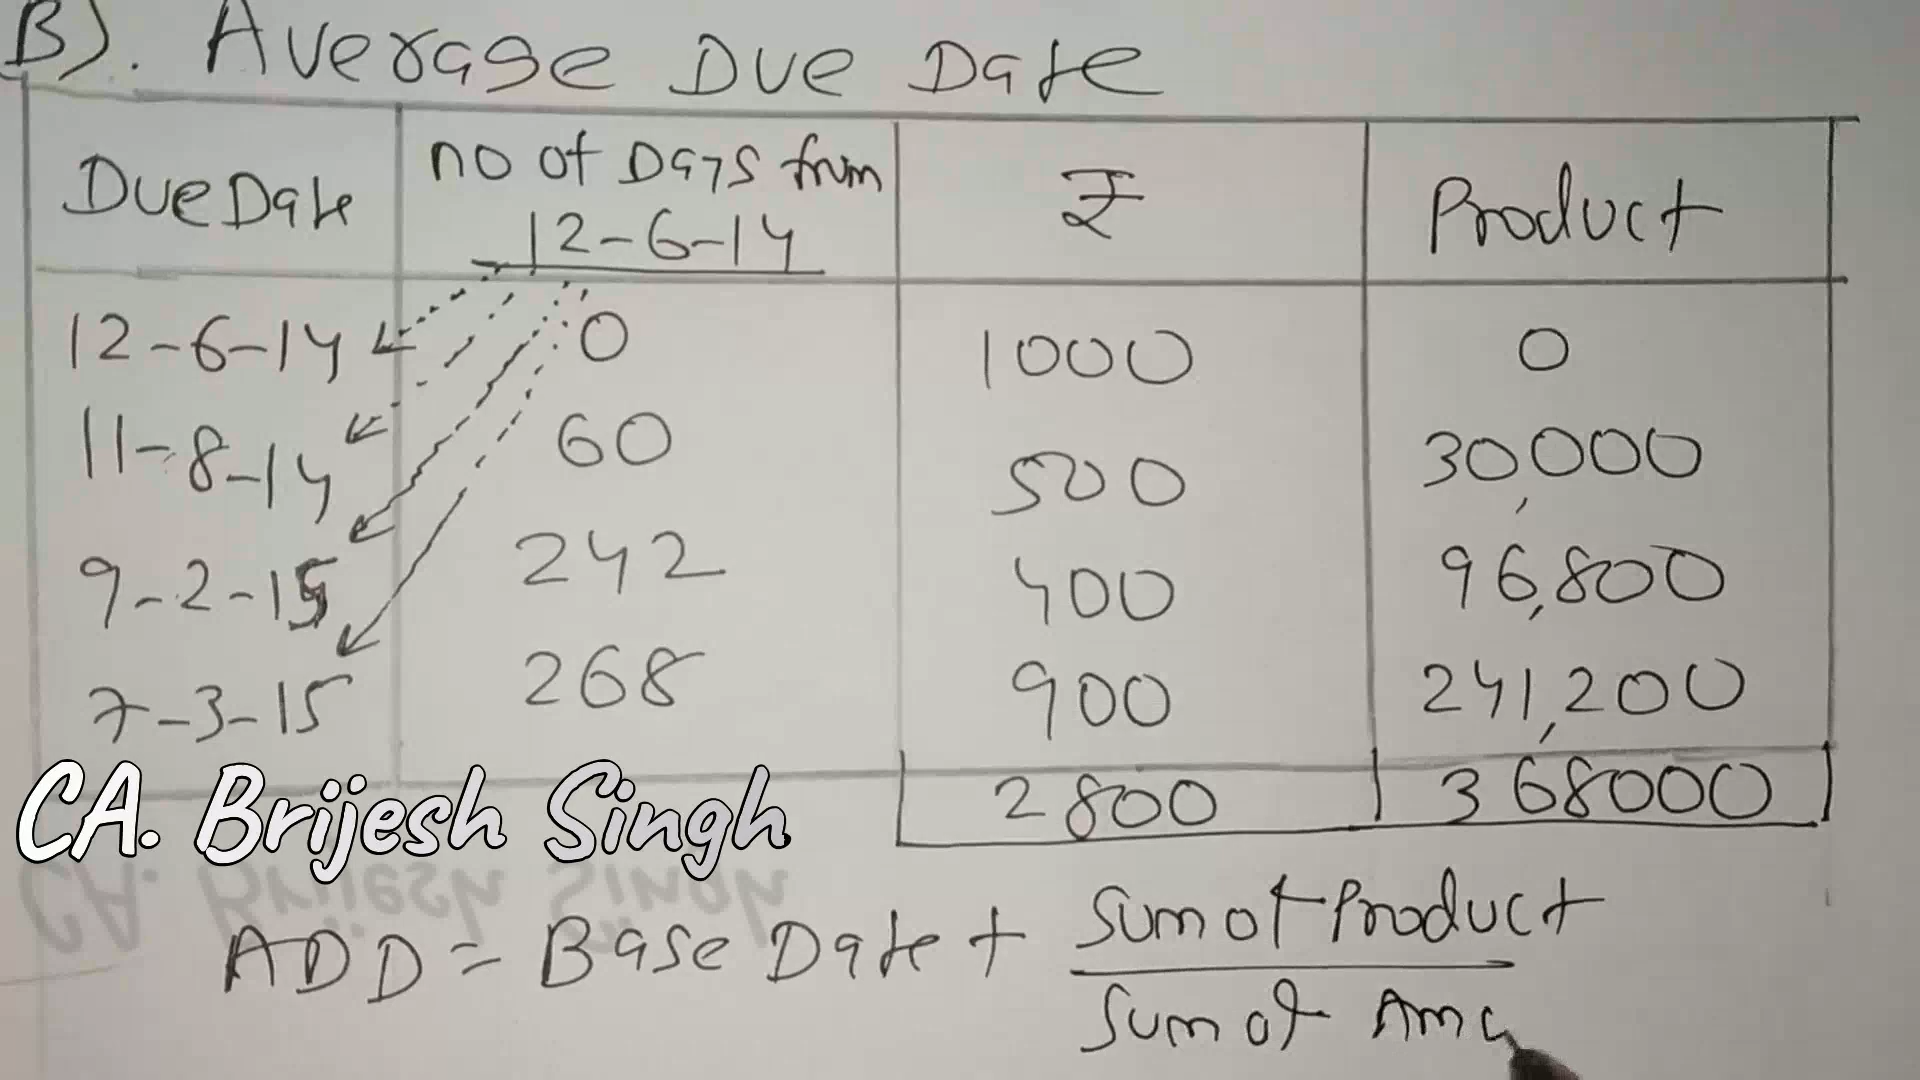 B). Average Due Date
Due Date no of Days from 12-6-14 ₹ Product
12-6-14 0 1000 0
11-8-14 60 500 30,000
9-2-15 242 400 96,800
7-3-15 268 900 241,200
2800 368000
CA. Brijesh Singh
ADD = Base Date + Sum of Product
Sum of Amo